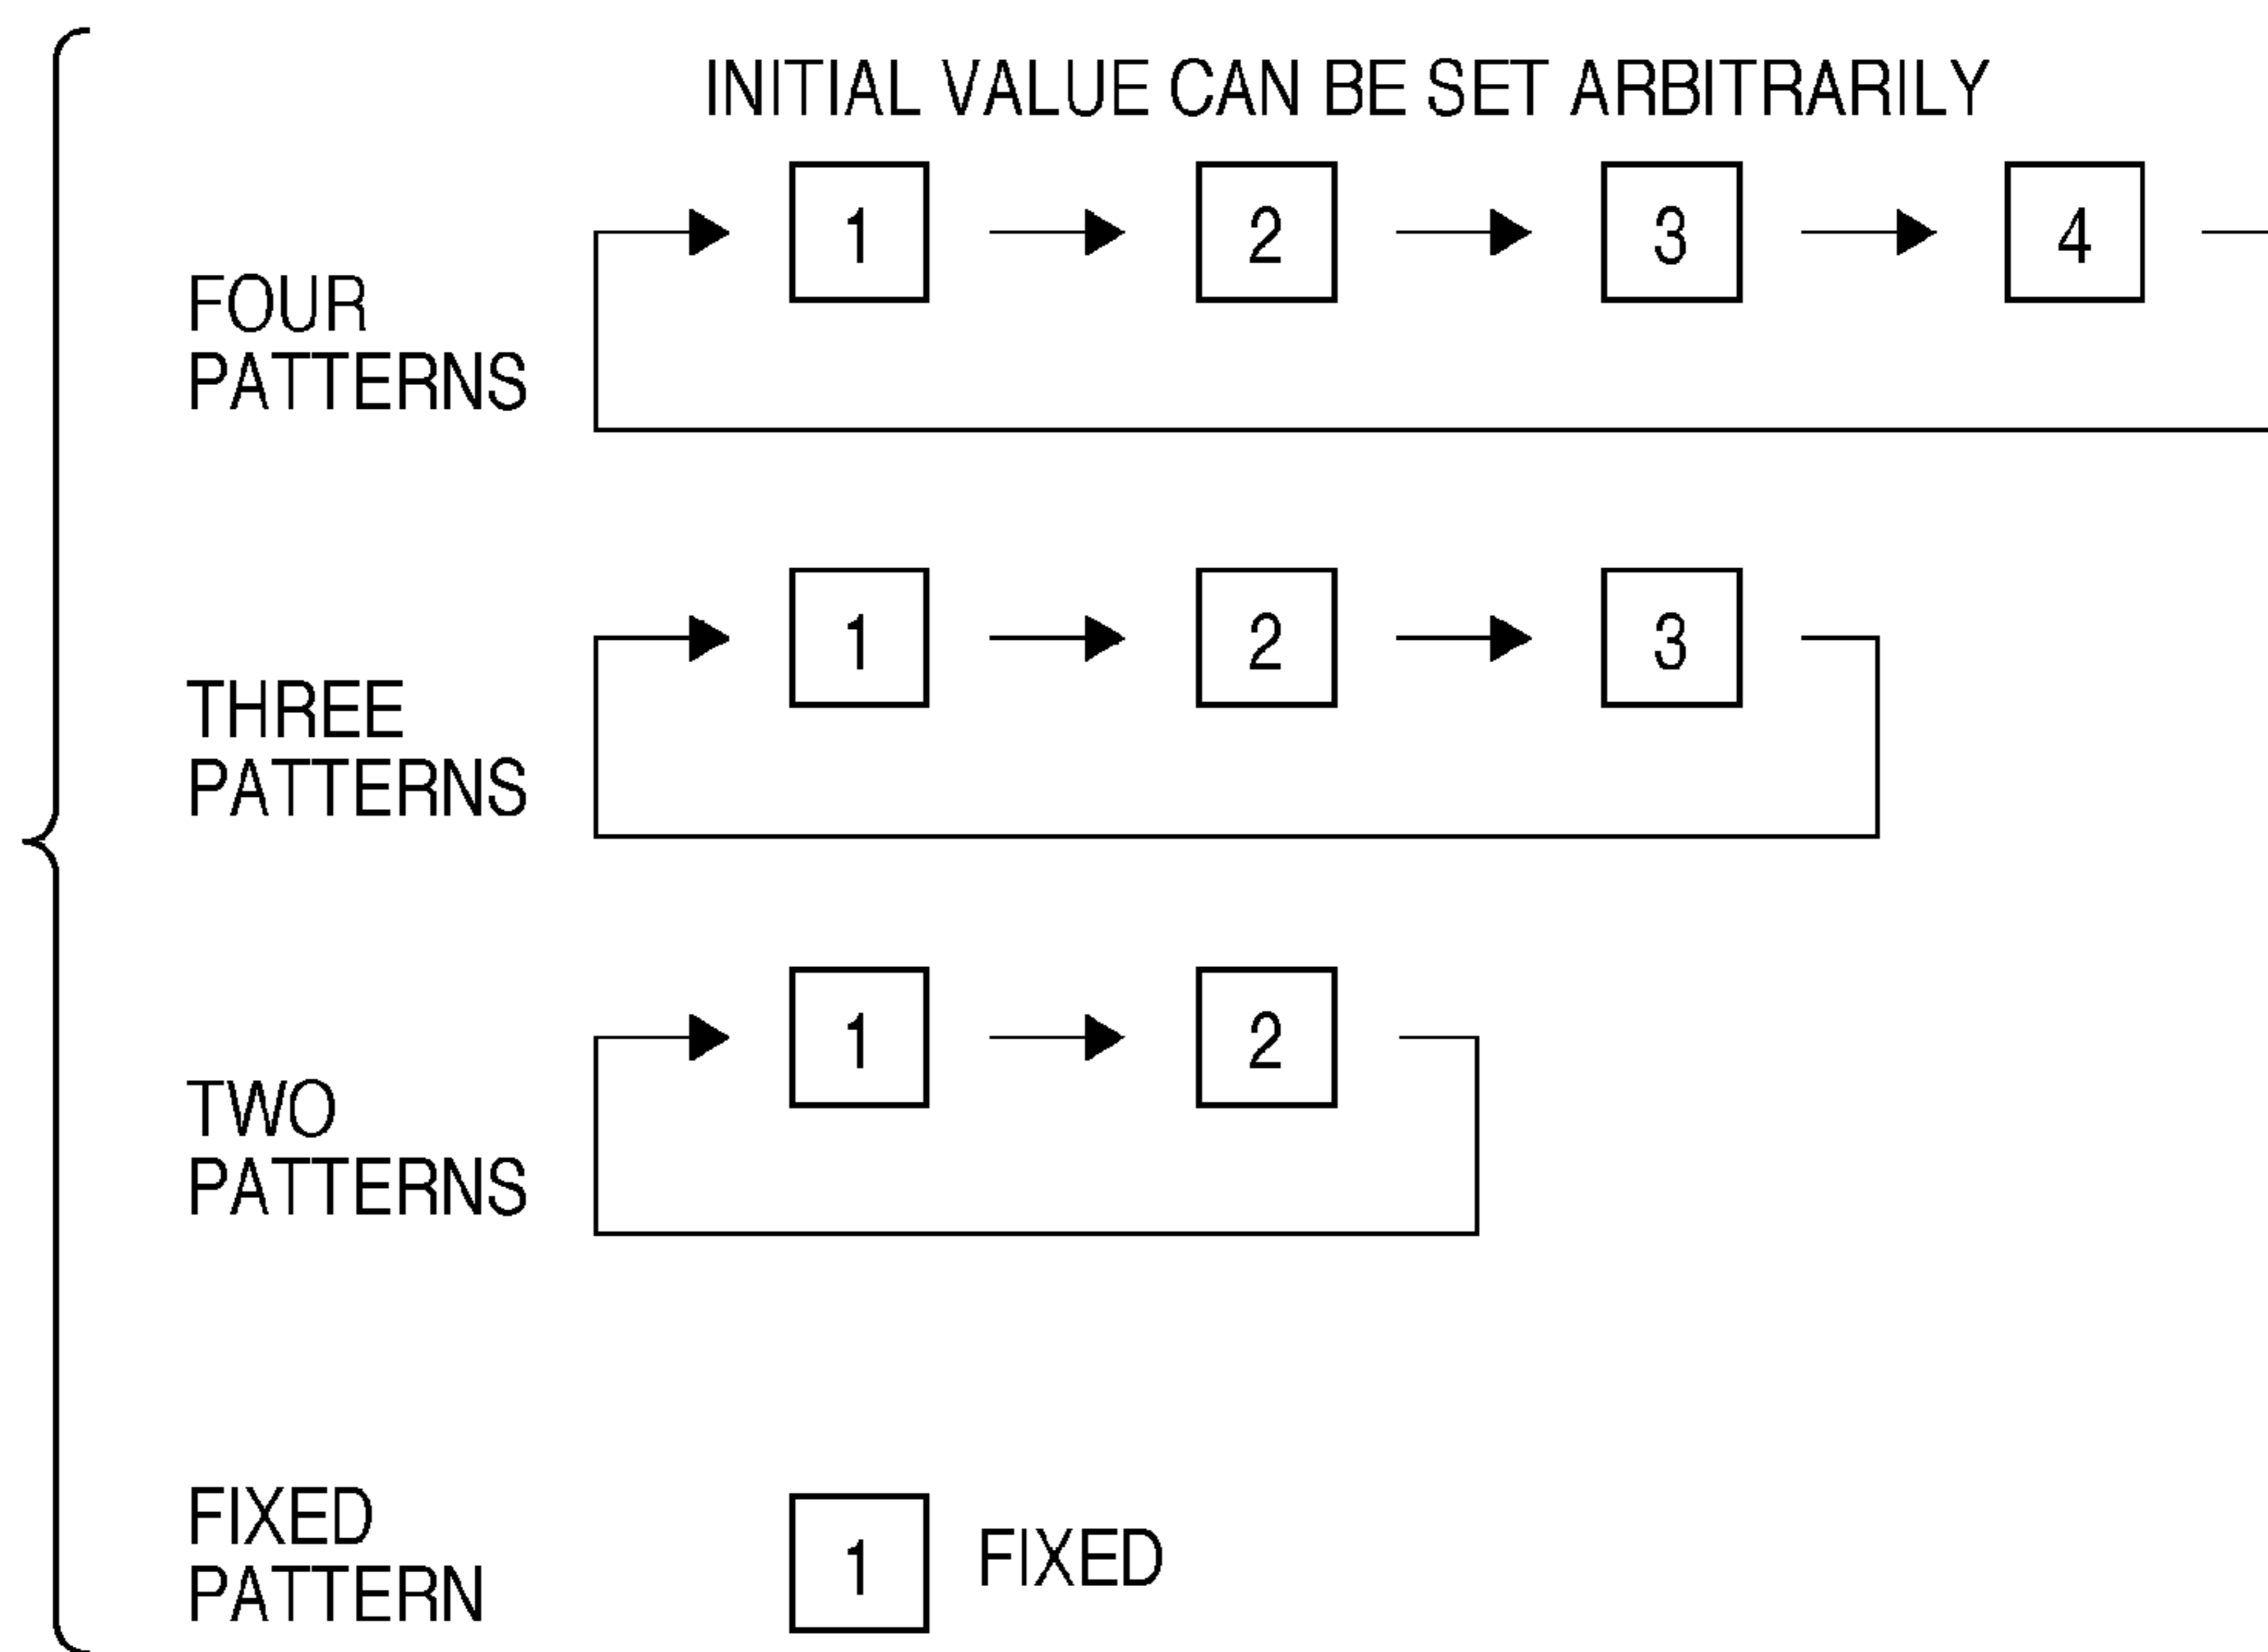 INITIAL VALUE CAN BE SET ARBITRARILY
1 2 3 4
FOUR
PATTERNS
1 2 3
THREE
PATTERNS
1 2
TWO
PATTERNS
FIXED
PATTERN
1 FIXED